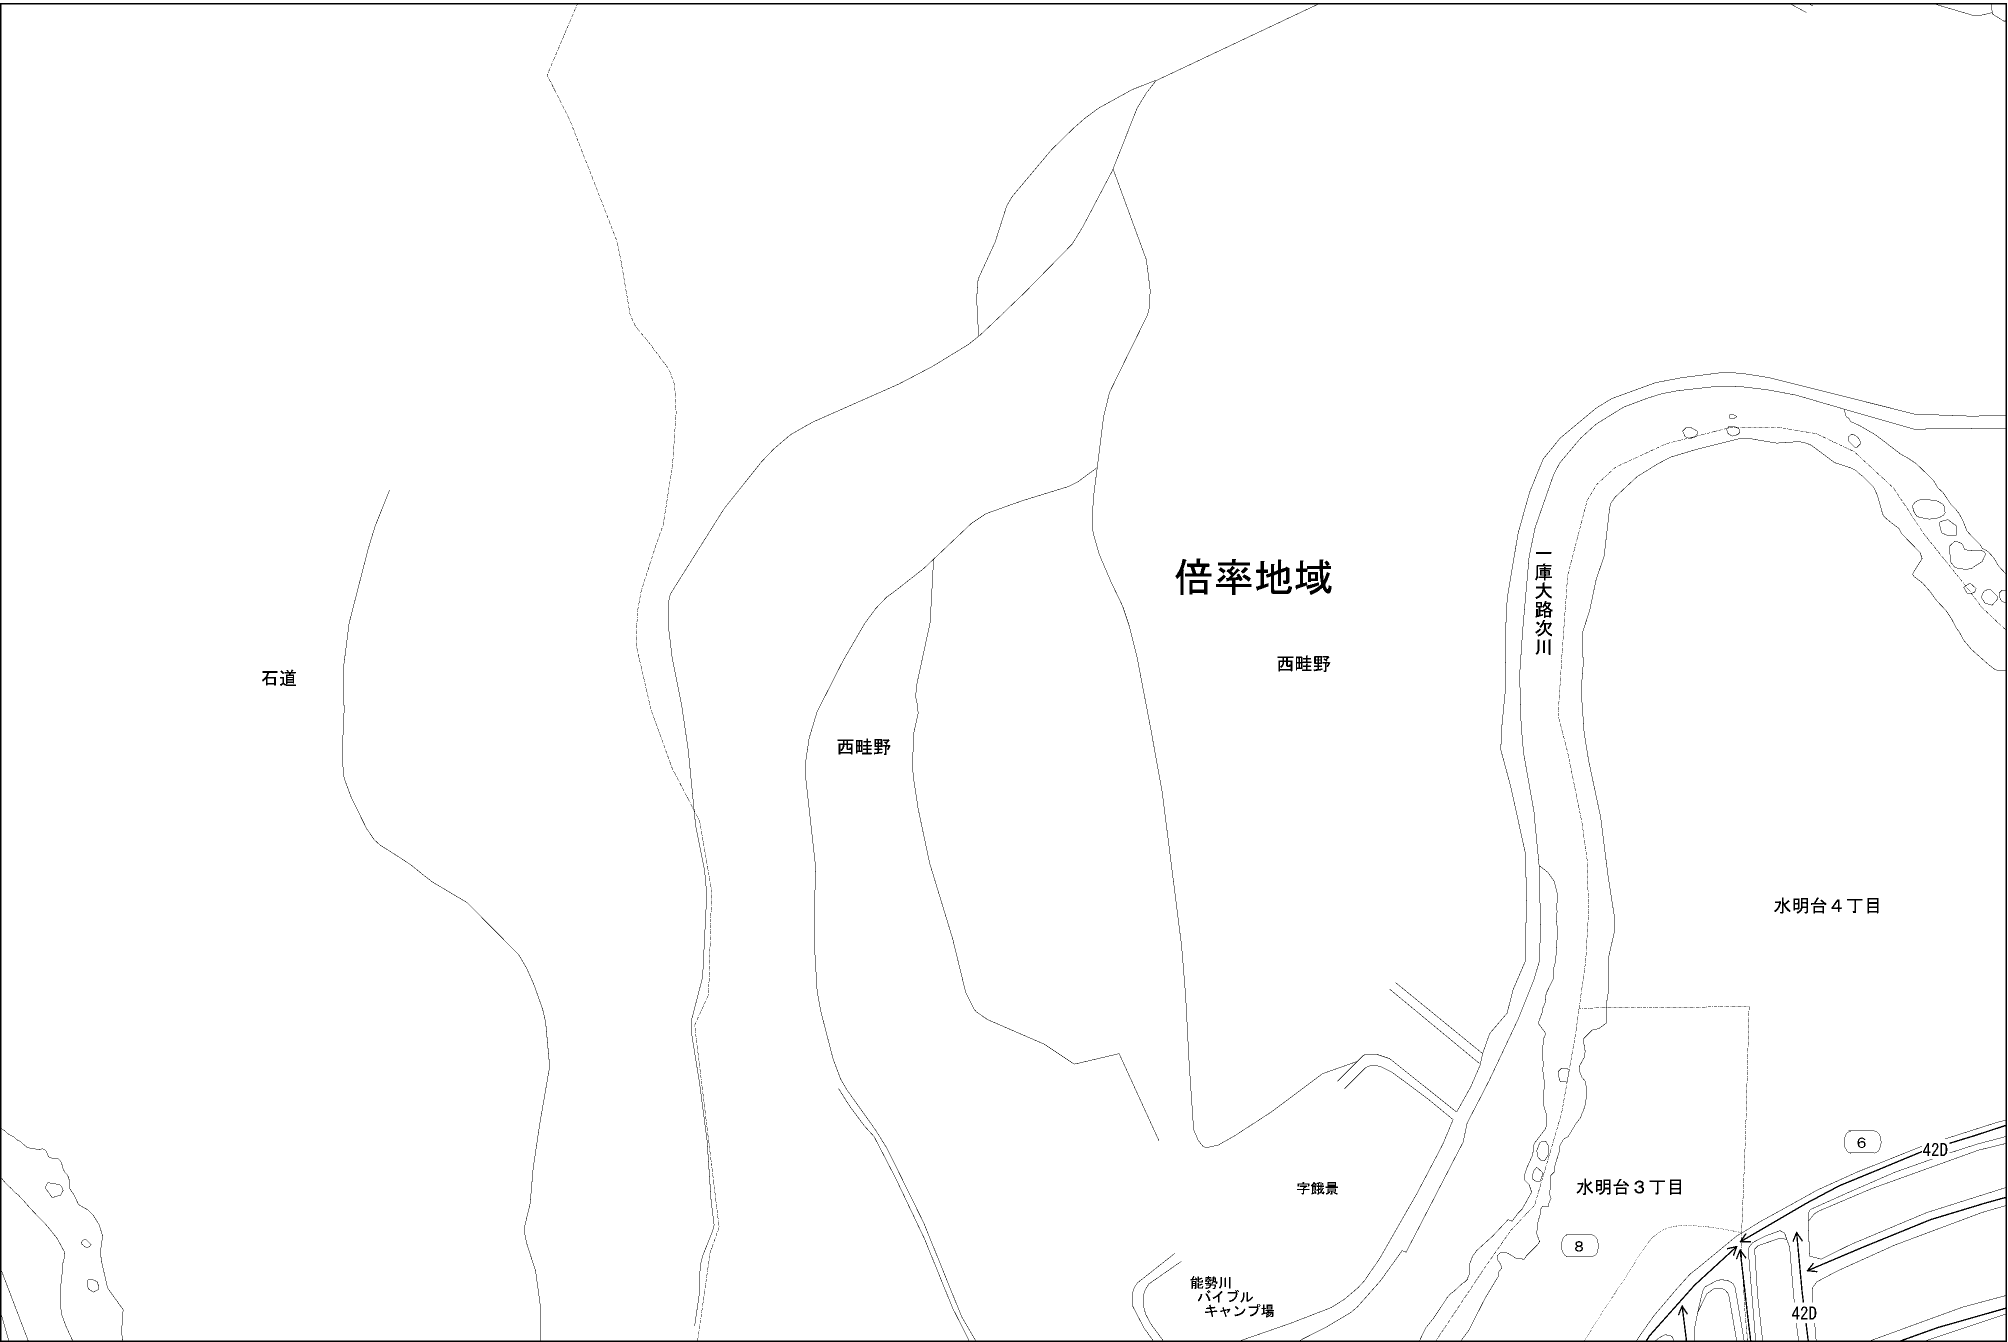 倍率地域
一庫大路次川
西畦野
石道
西畦野
水明台４丁目
6
42D
水明台３丁目
字餓景
8
能勢川
バイブル
キャンプ場
42D